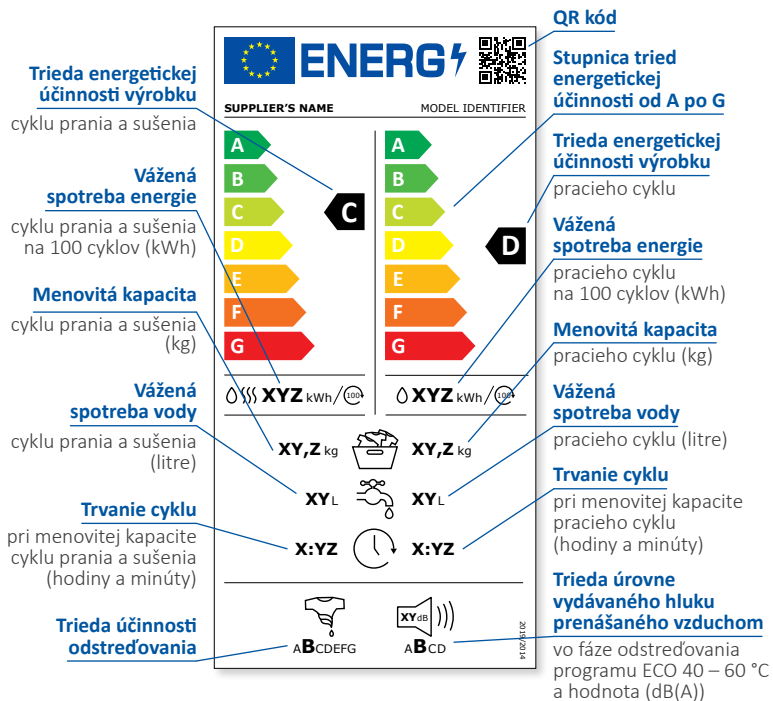 QR kód
Trieda energetickej
účinnosti výrobku
cyklu prania a sušenia
Vážená
spotreba energie
cyklu prania a sušenia
na 100 cyklov (kWh)
Menovitá kapacita
cyklu prania a sušenia
(kg)
Vážená
spotreba vody
cyklu prania a sušenia
(litre)
Trvanie cyklu
pri menovitej kapacite
cyklu prania a sušenia
(hodiny a minúty)
Trieda účinnosti
odstreďovania
ENERG
SUPPLIER'S NAME MODEL IDENTIFIER
A A
B B
C C C
D D D
E E
F F
G G
XYZ kWh/100 XYZ kWh/100
XY,Z kg XY,Z kg
XY L XY L
X:YZ X:YZ
XY dB
ABCDEFG ABCD
2019/2014
Stupnica tried
energetickej
účinnosti od A po G
Trieda energetickej
účinnosti výrobku
pracieho cyklu
Vážená
spotreba energie
pracieho cyklu
na 100 cyklov (kWh)
Menovitá kapacita
pracieho cyklu (kg)
Vážená
spotreba vody
pracieho cyklu (litre)
Trvanie cyklu
pri menovitej kapacite
pracieho cyklu
(hodiny a minúty)
Trieda úrovne
vydávaného hluku
prenášaného vzduchom
vo fáze odstreďovania
programu ECO 40 – 60 °C
a hodnota (dB(A))